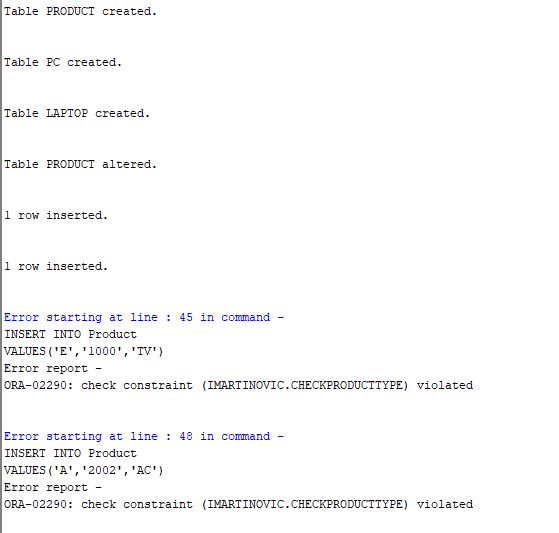 Table PRODUCT created.
Table PC created.
Table LAPTOP created.
Table PRODUCT altered.
1 row inserted.
1 row inserted.
Error starting at line : 45 in command -
INSERT INTO Product
VALUES('E','1000','TV')
Error report -
ORA-02290: check constraint (IMARTINOVIC.CHECKPRODUCTTYPE) violated
Error starting at line : 48 in command -
INSERT INTO Product
VALUES('A','2002','AC')
Error report -
ORA-02290: check constraint (IMARTINOVIC.CHECKPRODUCTTYPE) violated